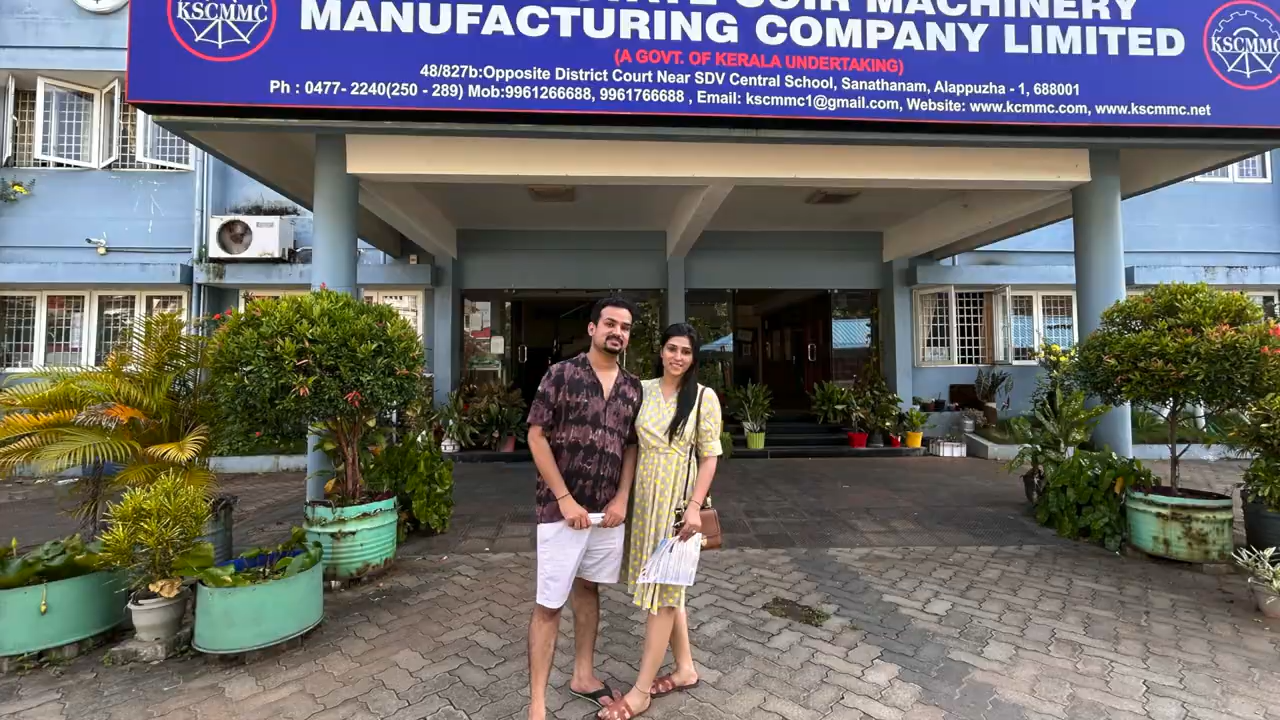 KSCMMC
COIR MACHINERY
MANUFACTURING COMPANY LIMITED
(A GOVT. OF KERALA UNDERTAKING)
48/827b:Opposite District Court Near SDV Central School, Sanathanam, Alappuzha - 1, 688001
Ph : 0477- 2240(250 - 289) Mob:9961266688, 9961766688 , Email: kscmmc1@gmail.com, Website: www.kcmmc.com, www.kscmmc.net
KSCMMC